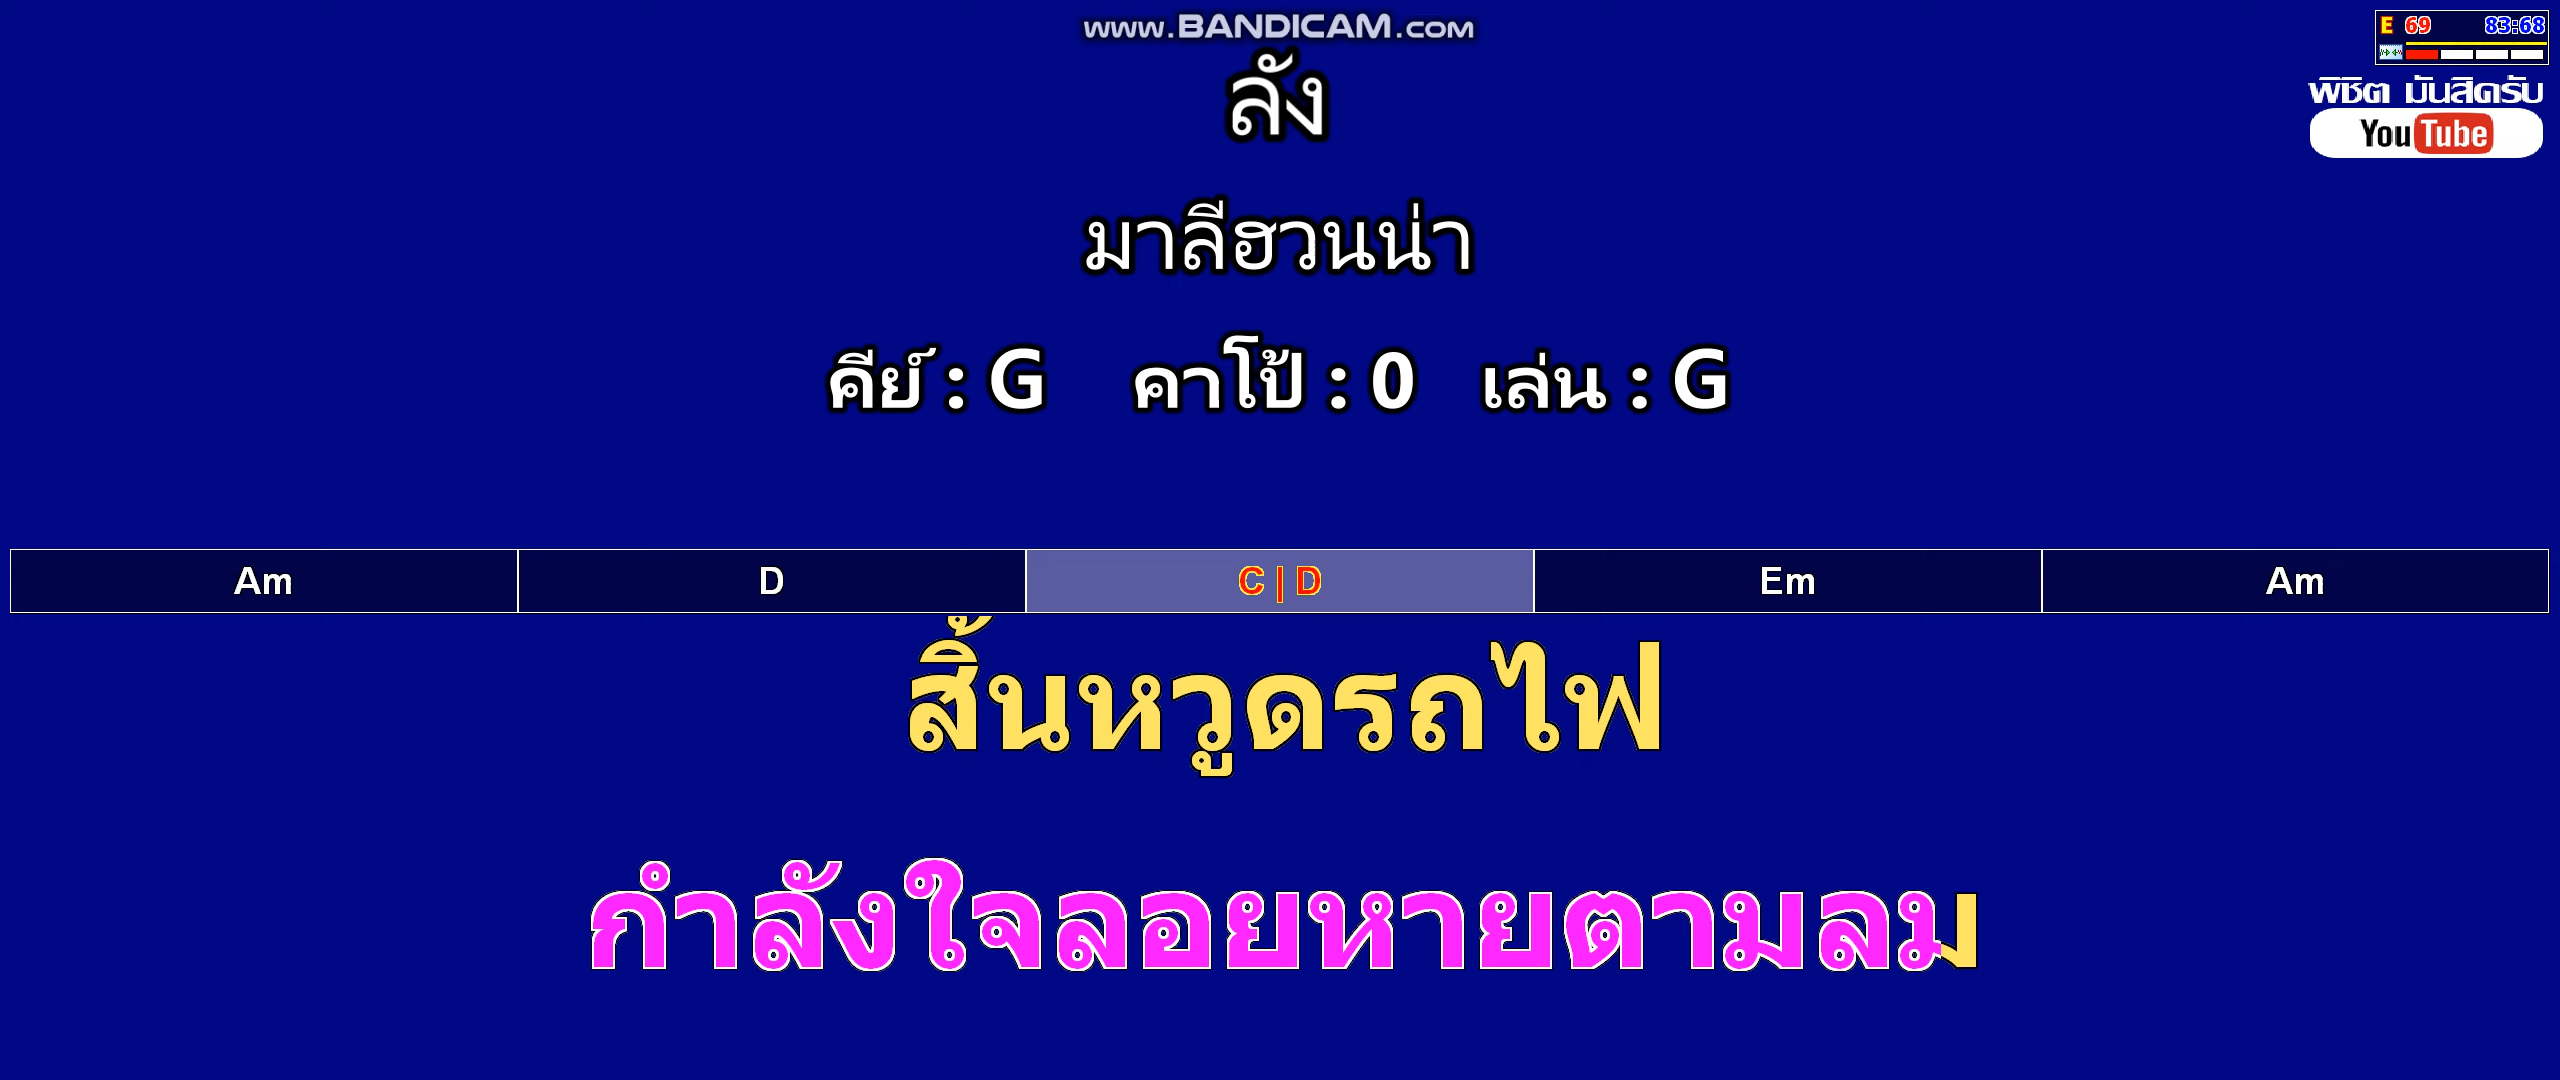 www.BANDICAM.com
E 69 83:68
พิชิต มันสิครับ
YouTube
ลัง
มาลีฮวนน่า
คีย์ : G คาโป้ : 0 เล่น : G
Am D C | D Em Am
สิ้นหวูดรถไฟ
กำลังใจลอยหายตามลม